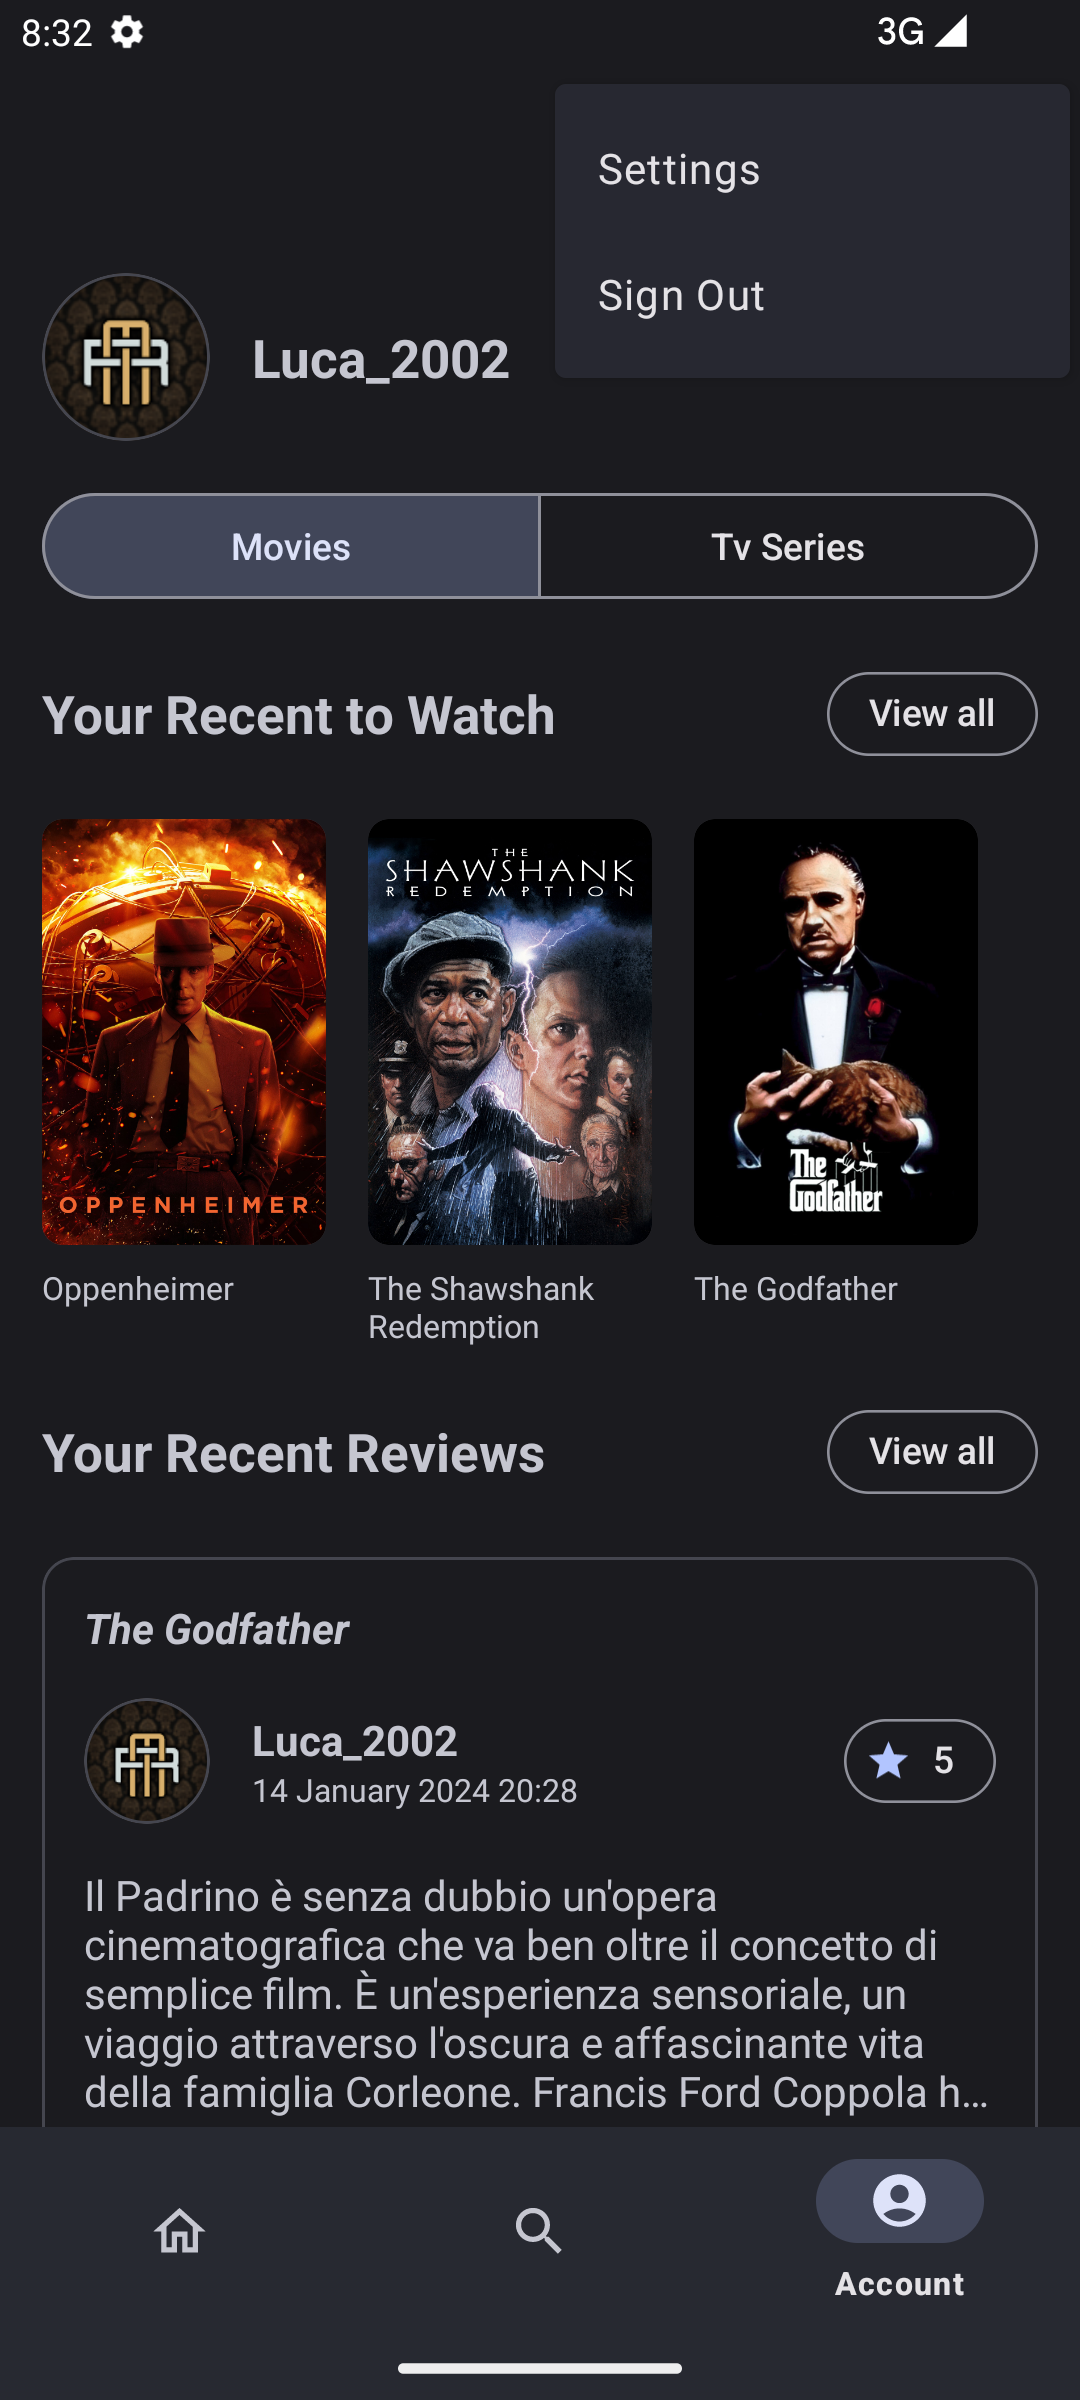 8:32
3G
Settings
Sign Out
Luca_2002
Movies
Tv Series
Your Recent to Watch
View all
THE
SHAWSHANK
REDEMPTION
OPPENHEIMER
The
Godfather
Oppenheimer
The Shawshank
Redemption
The Godfather
Your Recent Reviews
View all
The Godfather
Luca_2002
14 January 2024 20:28
5
Il Padrino è senza dubbio un'opera
cinematografica che va ben oltre il concetto di
semplice film. È un'esperienza sensoriale, un
viaggio attraverso l'oscura e affascinante vita
della famiglia Corleone. Francis Ford Coppola h…
Account